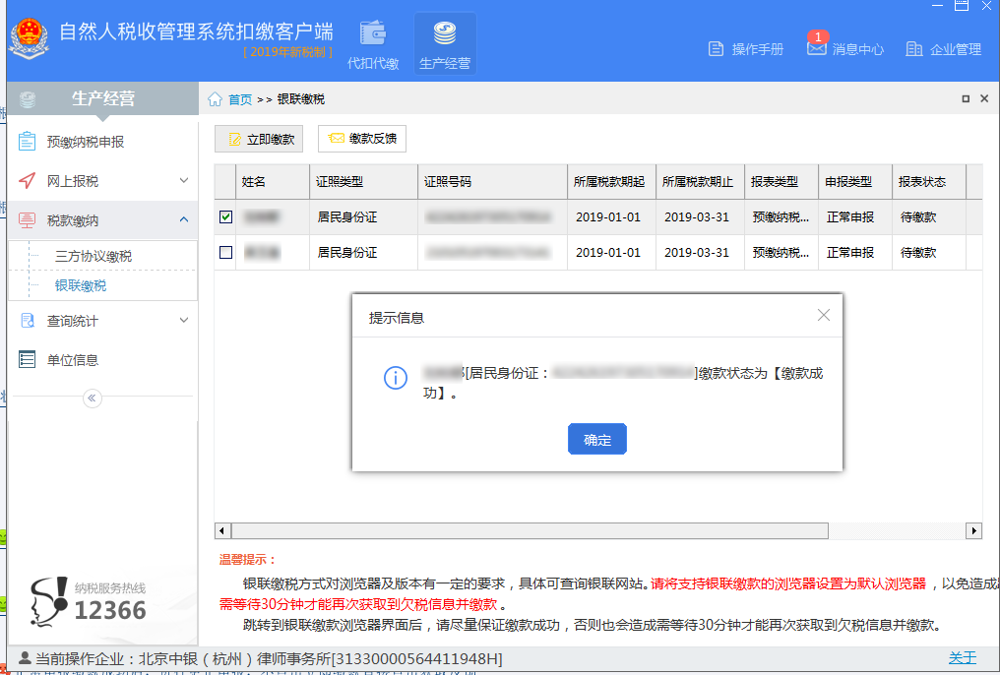 自然人税收管理系统扣缴客户端
[ 2019年新税制 ]
代扣代缴
生产经营
操作手册
1
消息中心
企业管理
生产经营
首页 >> 银联缴税
预缴纳税申报
网上报税
税款缴纳
三方协议缴税
银联缴税
查询统计
单位信息
立即缴款
缴款反馈
姓名 证照类型 证照号码 所属税款期起 所属税款期止 报表类型 申报类型 报表状态
居民身份证 2019-01-01 2019-03-31 预缴纳税... 正常申报 待缴款
居民身份证 2019-01-01 2019-03-31 预缴纳税... 正常申报 待缴款
提示信息
[居民身份证：]缴款状态为【缴款成
功】。
确定
温馨提示：
银联缴税方式对浏览器及版本有一定的要求，具体可查询银联网站。请将支持银联缴款的浏览器设置为默认浏览器 ，以免造成
需等待30分钟才能再次获取到欠税信息并缴款 。
跳转到银联缴款浏览器界面后，请尽量保证缴款成功，否则也会造成需等待30分钟才能再次获取到欠税信息并缴款。
纳税服务热线
12366
当前操作企业：北京中银（杭州）律师事务所[31330000564411948H]
关于